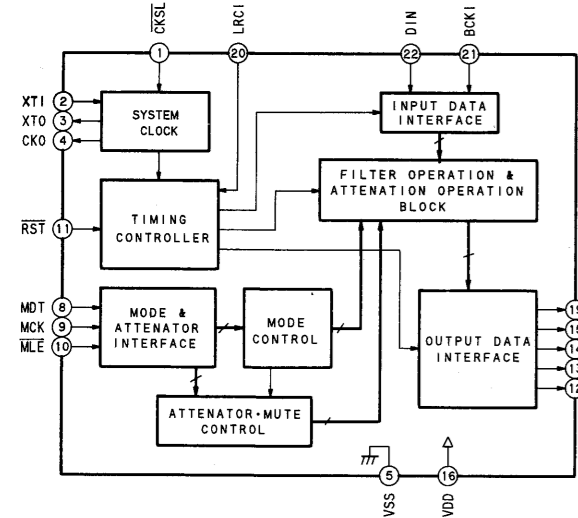 CKSL
LRCI
DIN
BCKI
1
20
22
21
XTI 2
XTO 3
CKO 4
SYSTEM
CLOCK
INPUT DATA
INTERFACE
FILTER OPERATION &
ATTENATION OPERATION
BLOCK
RST 11
TIMING
CONTROLLER
MDT 8
MCK 9
MLE 10
MODE &
ATTENATOR
INTERFACE
MODE
CONTROL
OUTPUT DATA
INTERFACE
15
14
13
12
ATTENATOR·MUTE
CONTROL
5
16
VSS
VDD